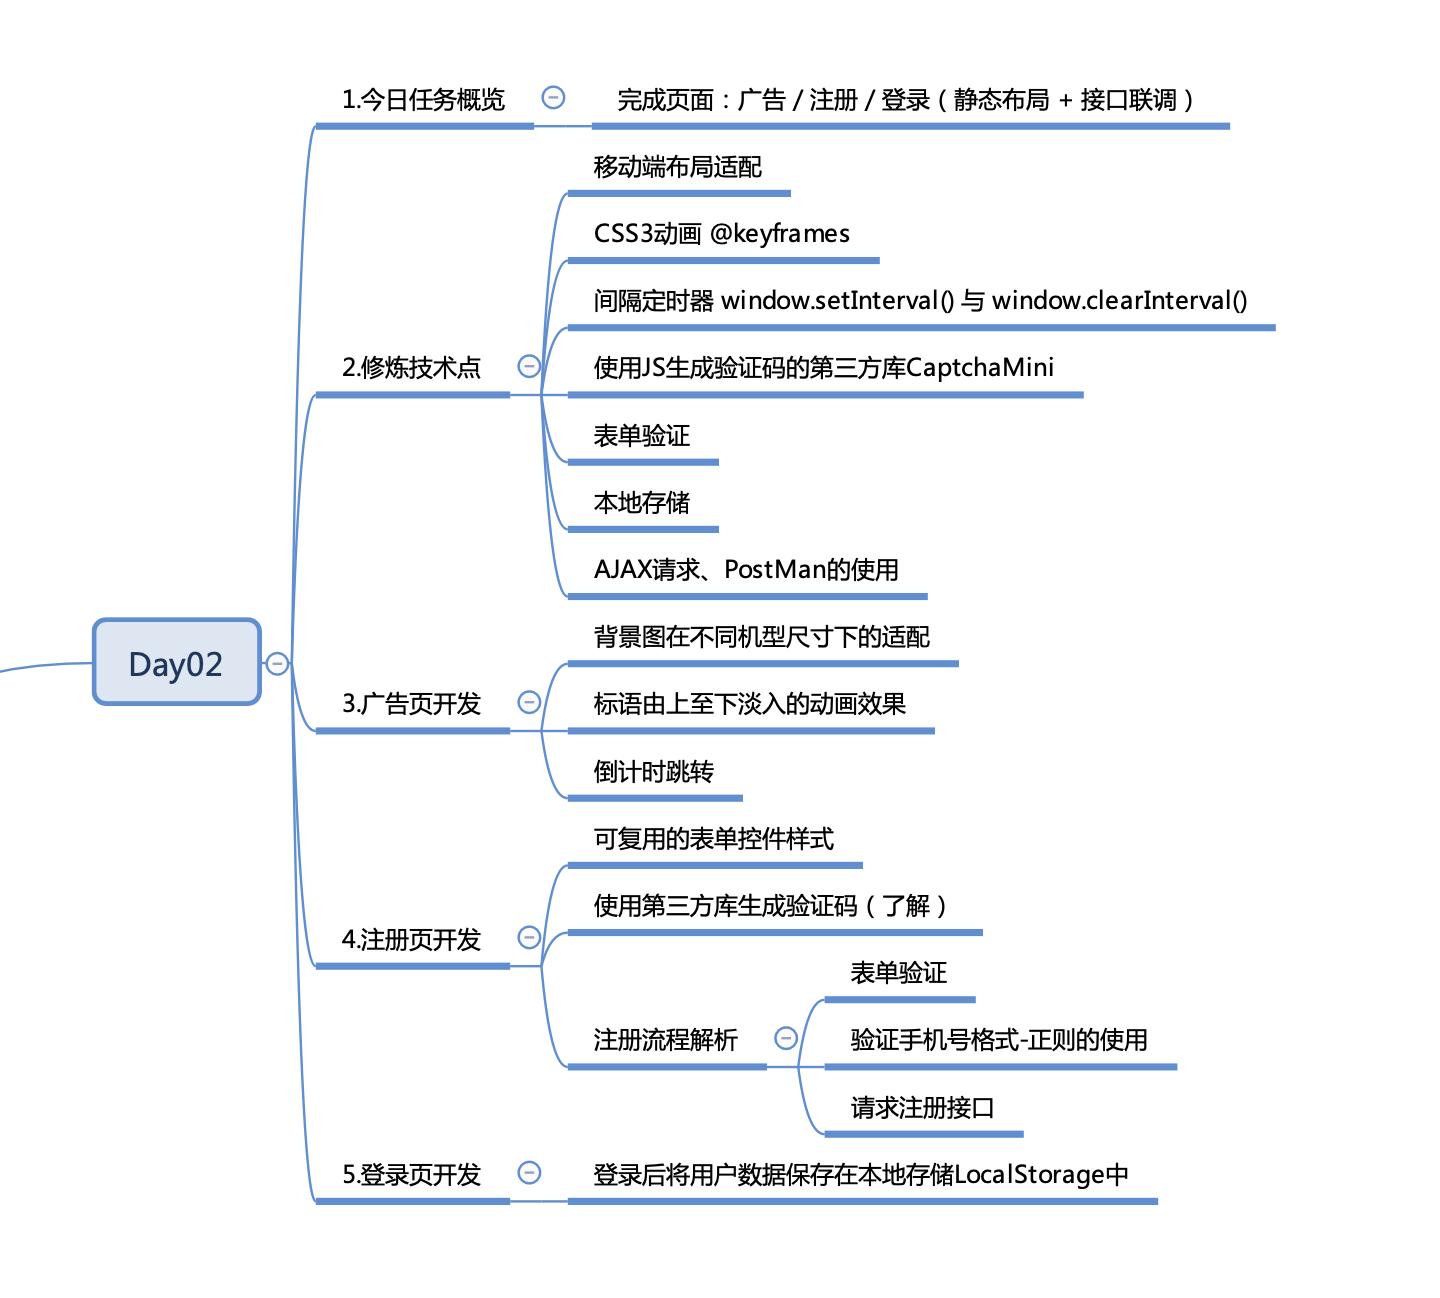 1.今日任务概览
完成页面：广告 / 注册 / 登录（静态布局 + 接口联调）
移动端布局适配
CSS3动画 @keyframes
间隔定时器 window.setInterval() 与 window.clearInterval()
2.修炼技术点
使用JS生成验证码的第三方库CaptchaMini
表单验证
本地存储
AJAX请求、PostMan的使用
背景图在不同机型尺寸下的适配
Day02
3.广告页开发
标语由上至下淡入的动画效果
倒计时跳转
可复用的表单控件样式
使用第三方库生成验证码（了解）
4.注册页开发
表单验证
注册流程解析
验证手机号格式-正则的使用
请求注册接口
5.登录页开发
登录后将用户数据保存在本地存储LocalStorage中